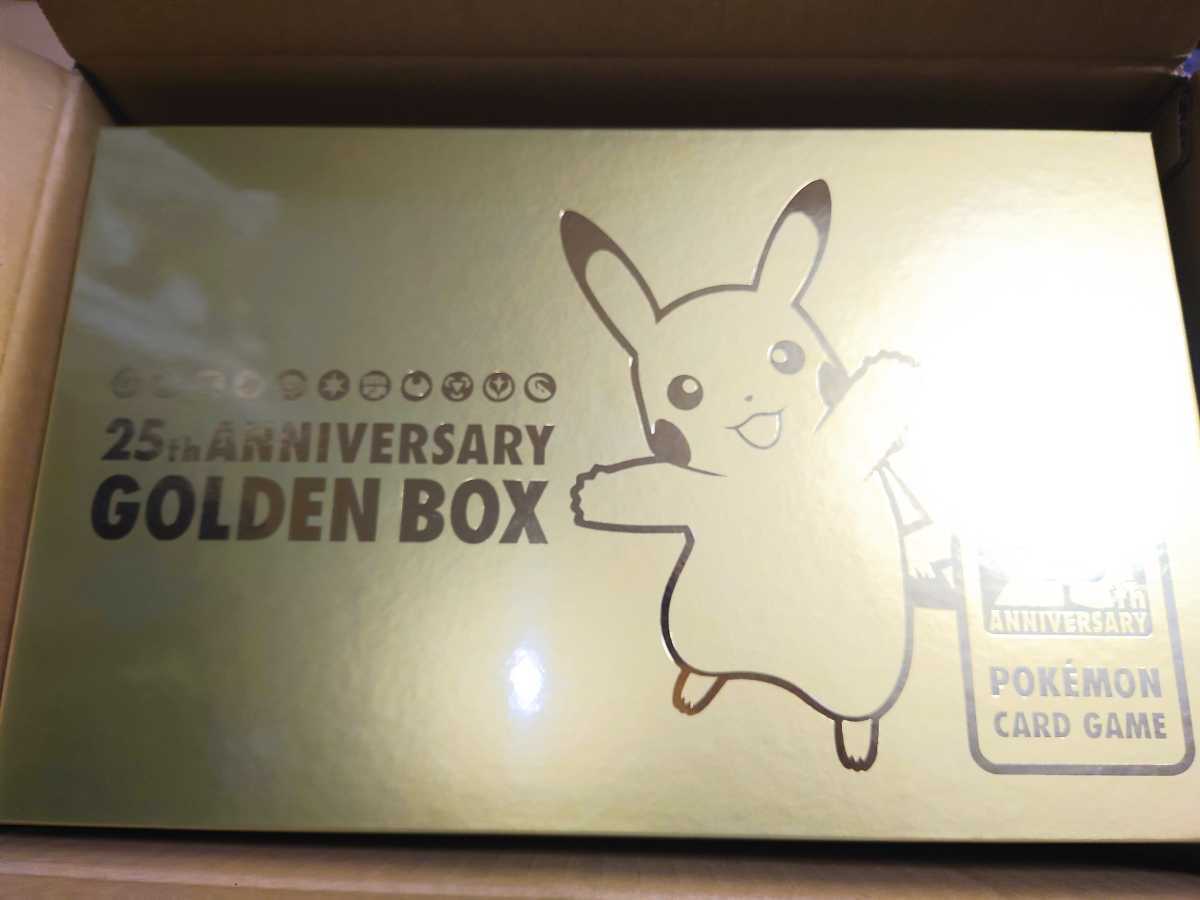 25th ANNIVERSARY
GOLDEN BOX
ANNIVERSARY
POKÉMON
CARD GAME